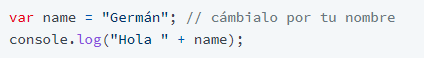 var name = "Germán"; // cámbialo por tu nombre
console.log("Hola " + name);